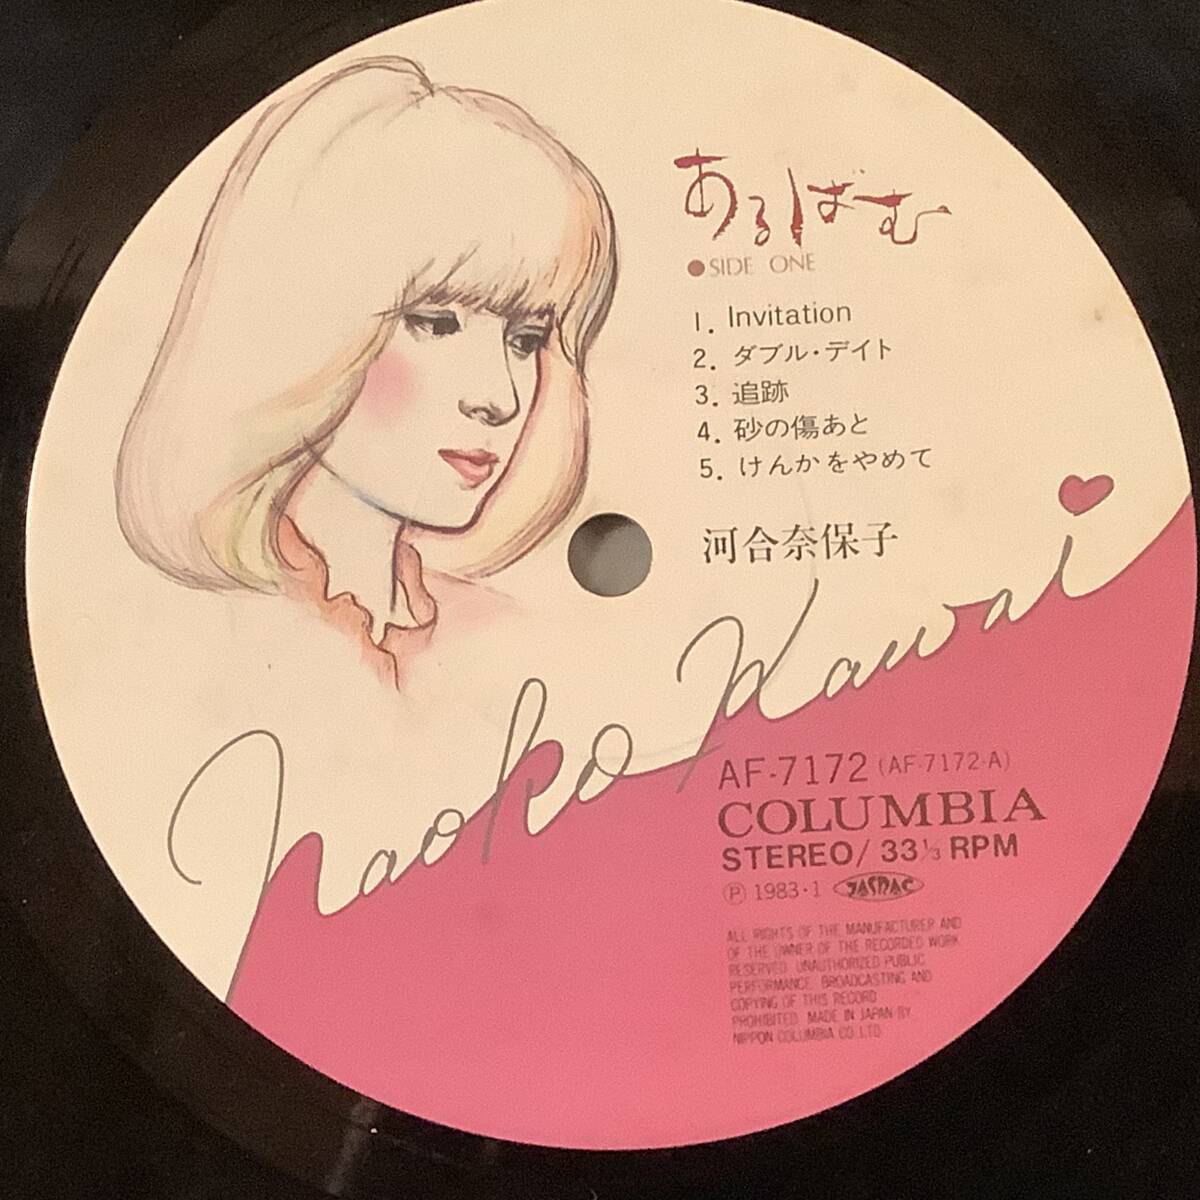 あるばむ
●SIDE ONE
1. Invitation
2. ダブル・デイト
3. 追跡
4. 砂の傷あと
5. けんかをやめて
河合奈保子
Naoko Kawai
AF-7172 (AF-7172-A)
COLUMBIA
STEREO/ 33 1/3 RPM
Ⓟ 1983・1 JASRAC
ALL RIGHTS OF THE MANUFACTURER AND
OF THE OWNER OF THE RECORDED WORK
RESERVED. UNAUTHORIZED PUBLIC
PERFORMANCE, BROADCASTING AND
COPYING OF THIS RECORD
PROHIBITED. MADE IN JAPAN BY
NIPPON COLUMBIA CO., LTD.